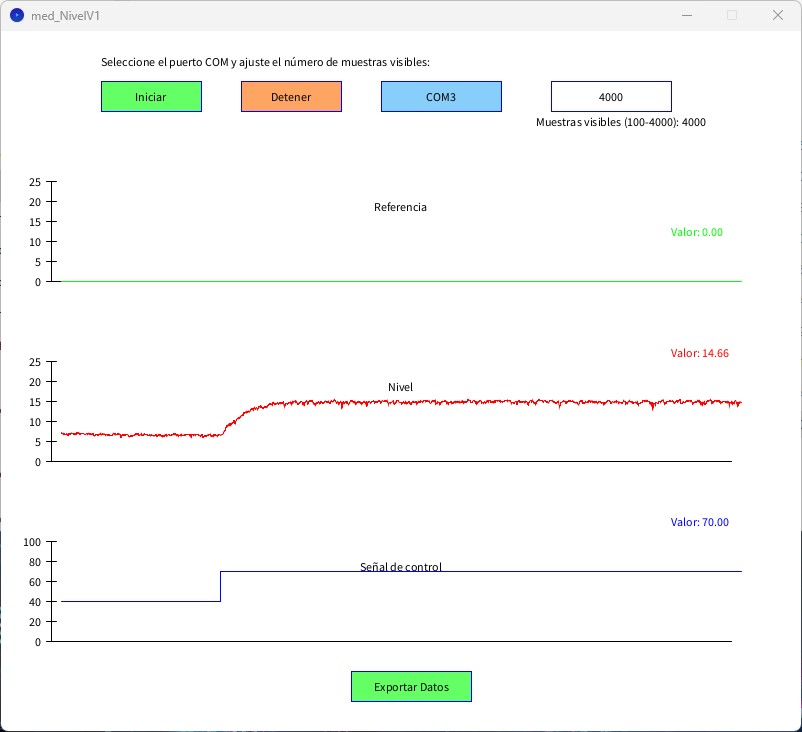 med_NivelV1
Seleccione el puerto COM y ajuste el número de muestras visibles:
Iniciar
Detener
COM3
4000
Muestras visibles (100-4000): 4000
25
20
15
10
5
0
Referencia
Valor: 0.00
25
20
15
10
5
0
Nivel
Valor: 14.66
100
80
60
40
20
0
Señal de control
Valor: 70.00
Exportar Datos